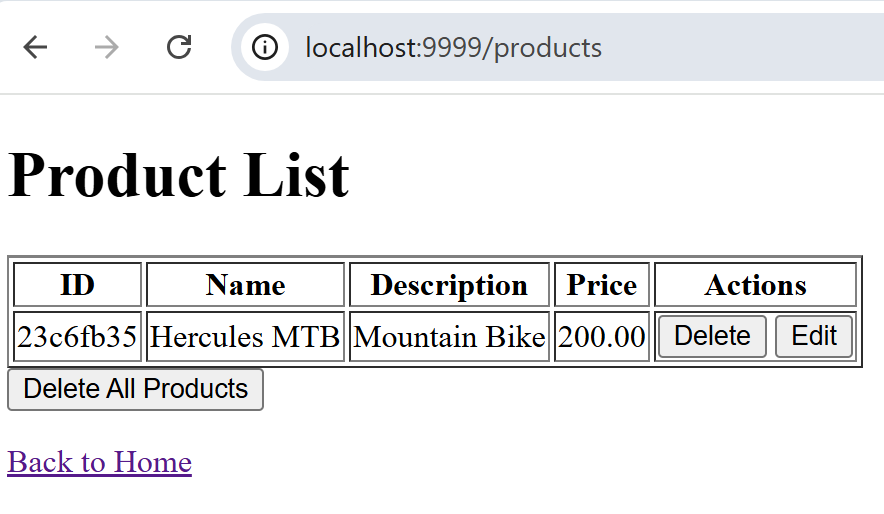 localhost:9999/products
Product List
ID Name Description Price Actions
23c6fb35 Hercules MTB Mountain Bike 200.00 Delete Edit
Delete All Products
Back to Home